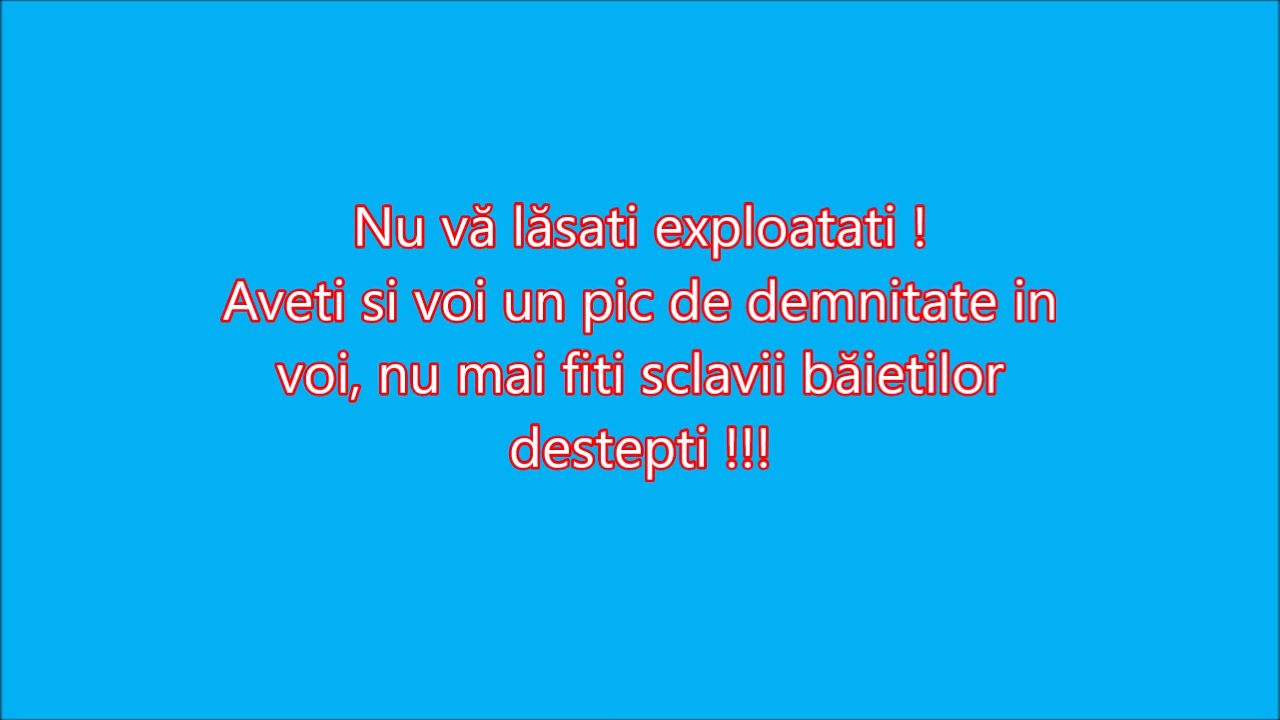 Nu vă lăsati exploatati !
Aveti si voi un pic de demnitate in
voi, nu mai fiti sclavii băietilor
destepti !!!